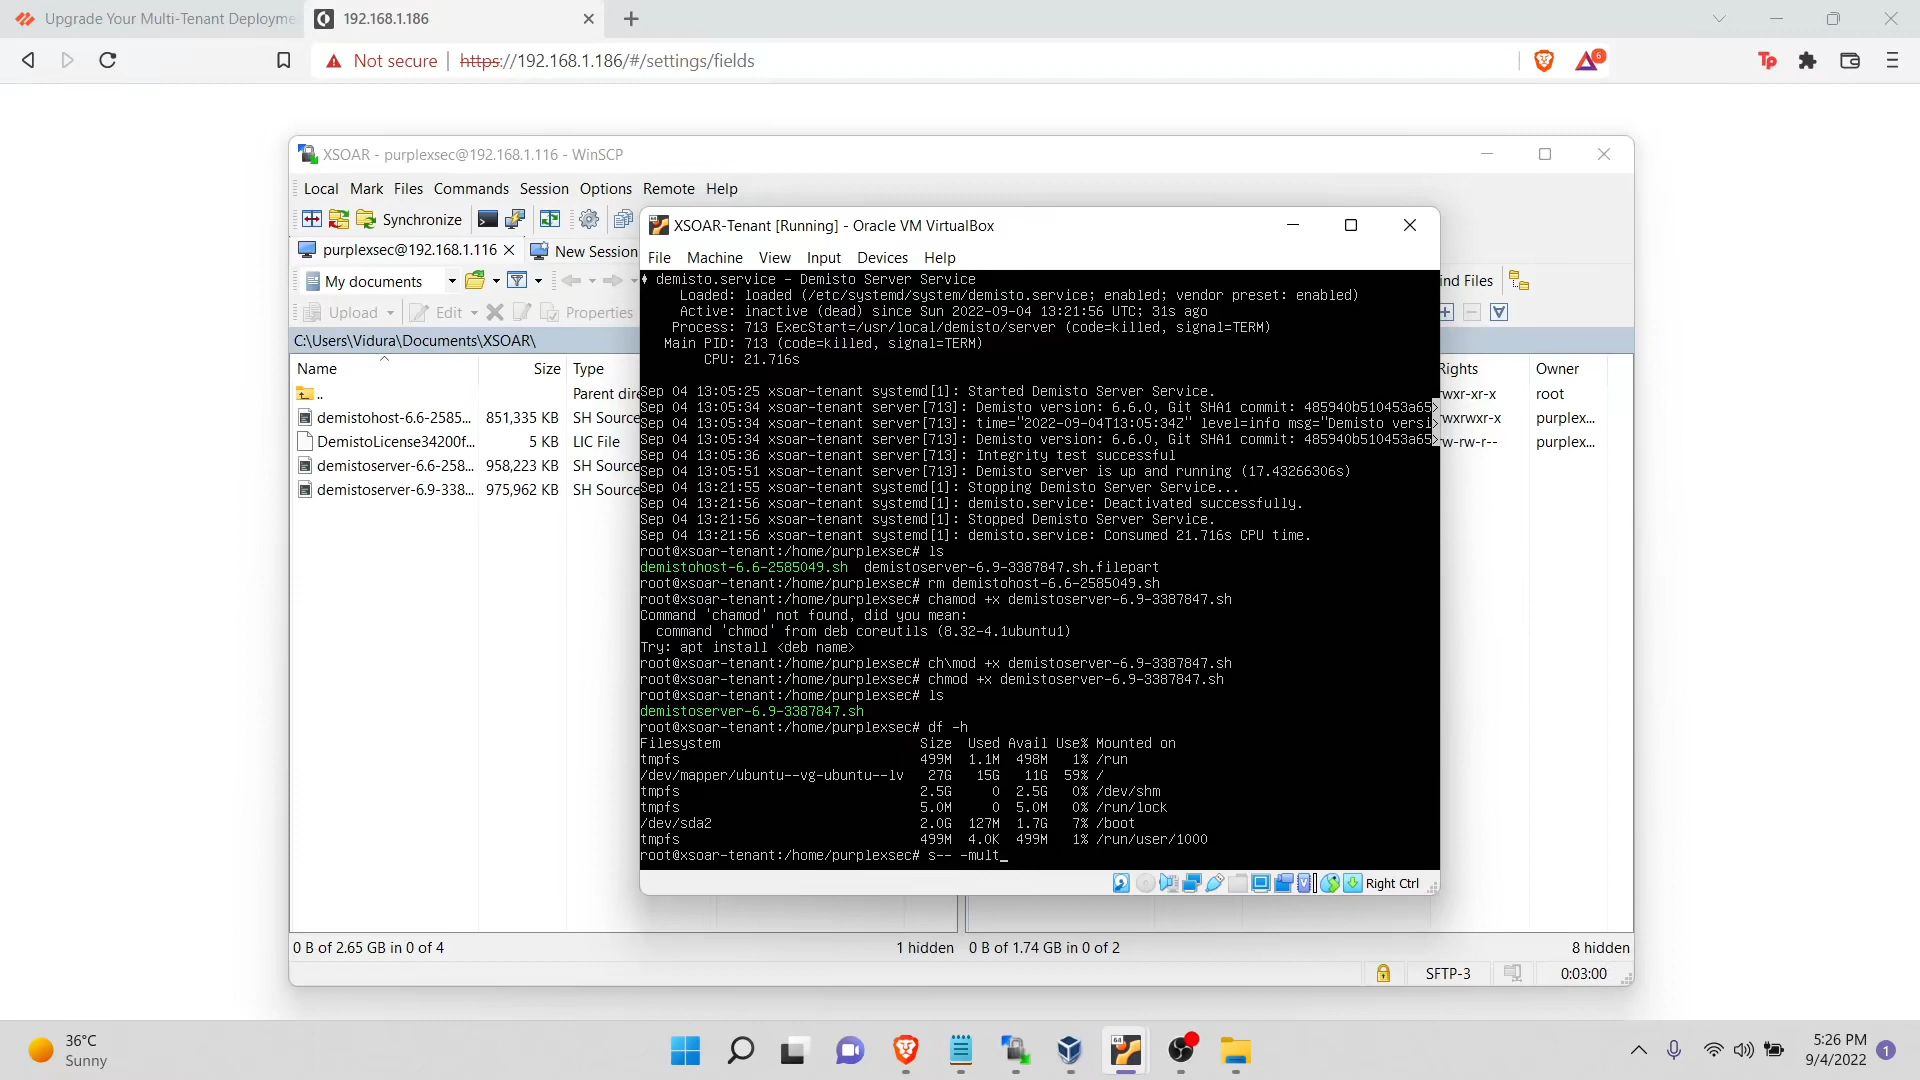 Upgrade Your Multi-Tenant Deployme
192.168.1.186
Not secure
https://192.168.1.186/#/settings/fields
Tp
6
XSOAR - purplexsec@192.168.1.116 - WinSCP
Local Mark Files Commands Session Options Remote Help
Synchronize
purplexsec@192.168.1.116
New Session
My documents
ind Files
Upload
Edit
Properties
C:\Users\Vidura\Documents\XSOAR\
Name Size Type
..
Parent dire
demistohost-6.6-2585... 851,335 KB SH Source
DemistoLicense34200f... 5 KB LIC File
demistoserver-6.6-258... 958,223 KB SH Source
demistoserver-6.9-338... 975,962 KB SH Source
Rights Owner
rwxr-xr-x root
rwxrwxr-x purplex...
rw-rw-r-- purplex...
0 B of 2.65 GB in 0 of 4
1 hidden
0 B of 1.74 GB in 0 of 2
8 hidden
SFTP-3
0:03:00
XSOAR-Tenant [Running] - Oracle VM VirtualBox
File Machine View Input Devices Help
demisto.service - Demisto Server Service
Loaded: loaded (/etc/systemd/system/demisto.service; enabled; vendor preset: enabled)
Active: inactive (dead) since Sun 2022-09-04 13:21:56 UTC; 31s ago
Process: 713 ExecStart=/usr/local/demisto/server (code=killed, signal=TERM)
Main PID: 713 (code=killed, signal=TERM)
CPU: 21.716s
Sep 04 13:05:25 xsoar-tenant systemd[1]: Started Demisto Server Service.
Sep 04 13:05:34 xsoar-tenant server[713]: Demisto version: 6.6.0, Git SHA1 commit: 485940b510453a65>
Sep 04 13:05:34 xsoar-tenant server[713]: time="2022-09-04T13:05:34Z" level=info msg="Demisto versi>
Sep 04 13:05:34 xsoar-tenant server[713]: Demisto version: 6.6.0, Git SHA1 commit: 485940b510453a65>
Sep 04 13:05:36 xsoar-tenant server[713]: Integrity test successful
Sep 04 13:05:51 xsoar-tenant server[713]: Demisto server is up and running (17.43266306s)
Sep 04 13:21:55 xsoar-tenant systemd[1]: Stopping Demisto Server Service...
Sep 04 13:21:56 xsoar-tenant systemd[1]: demisto.service: Deactivated successfully.
Sep 04 13:21:56 xsoar-tenant systemd[1]: Stopped Demisto Server Service.
Sep 04 13:21:56 xsoar-tenant systemd[1]: demisto.service: Consumed 21.716s CPU time.
root@xsoar-tenant:/home/purplexsec# ls
demistohost-6.6-2585049.sh demistoserver-6.9-3387847.sh.filepart
root@xsoar-tenant:/home/purplexsec# rm demistohost-6.6-2585049.sh
root@xsoar-tenant:/home/purplexsec# chamod +x demistoserver-6.9-3387847.sh
Command 'chamod' not found, did you mean:
command 'chmod' from deb coreutils (8.32-4.1ubuntu1)
Try: apt install <deb name>
root@xsoar-tenant:/home/purplexsec# ch\mod +x demistoserver-6.9-3387847.sh
root@xsoar-tenant:/home/purplexsec# chmod +x demistoserver-6.9-3387847.sh
root@xsoar-tenant:/home/purplexsec# ls
demistoserver-6.9-3387847.sh
root@xsoar-tenant:/home/purplexsec# df -h
Filesystem Size Used Avail Use% Mounted on
tmpfs 499M 1.1M 498M 1% /run
/dev/mapper/ubuntu--vg-ubuntu--lv 27G 15G 11G 59% /
tmpfs 2.5G 0 2.5G 0% /dev/shm
tmpfs 5.0M 0 5.0M 0% /run/lock
/dev/sda2 2.0G 127M 1.7G 7% /boot
tmpfs 499M 4.0K 499M 1% /run/user/1000
root@xsoar-tenant:/home/purplexsec# s-- -mult_
Right Ctrl
36°C
Sunny
64
5:26 PM
9/4/2022
1